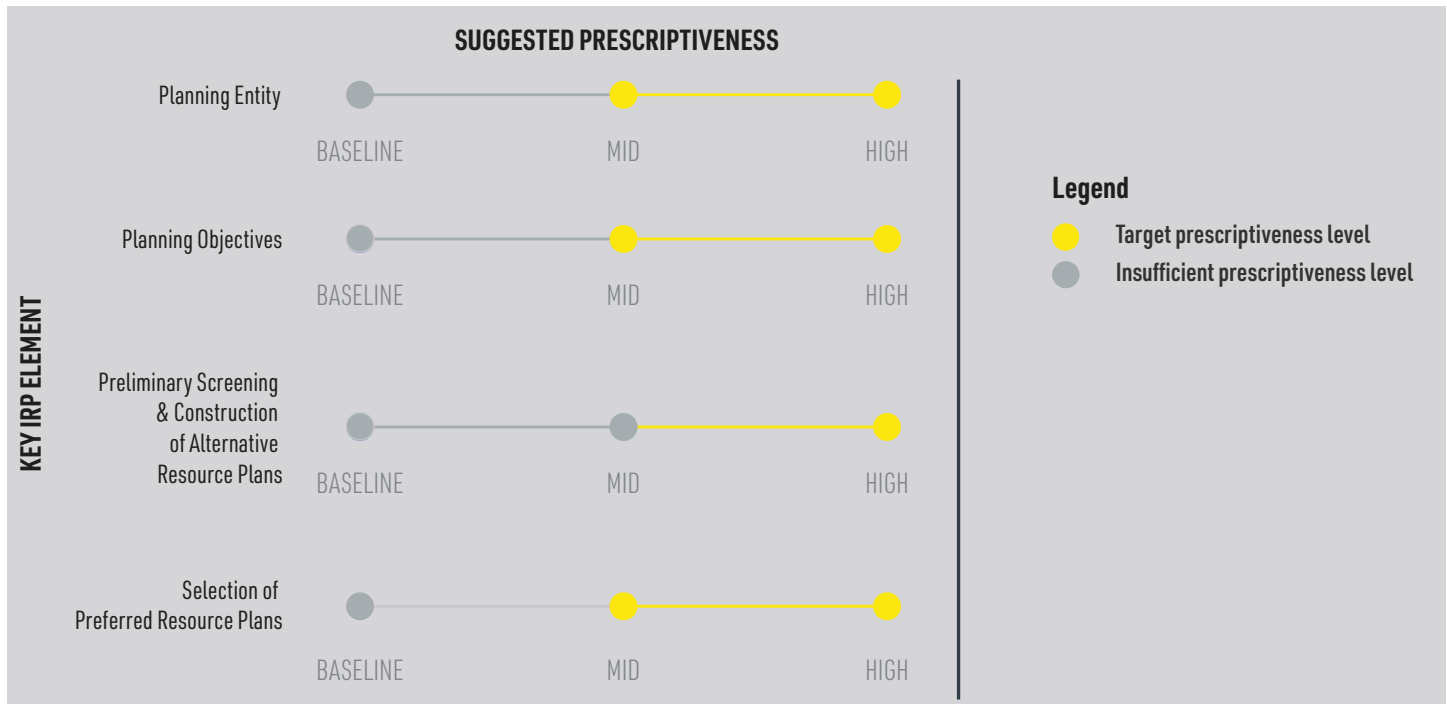 SUGGESTED PRESCRIPTIVENESS
KEY IRP ELEMENT
Planning Entity
BASELINE MID HIGH
Planning Objectives
BASELINE MID HIGH
Preliminary Screening
& Construction
of Alternative
Resource Plans
BASELINE MID HIGH
Selection of
Preferred Resource Plans
BASELINE MID HIGH
Legend
Target prescriptiveness level
Insufficient prescriptiveness level